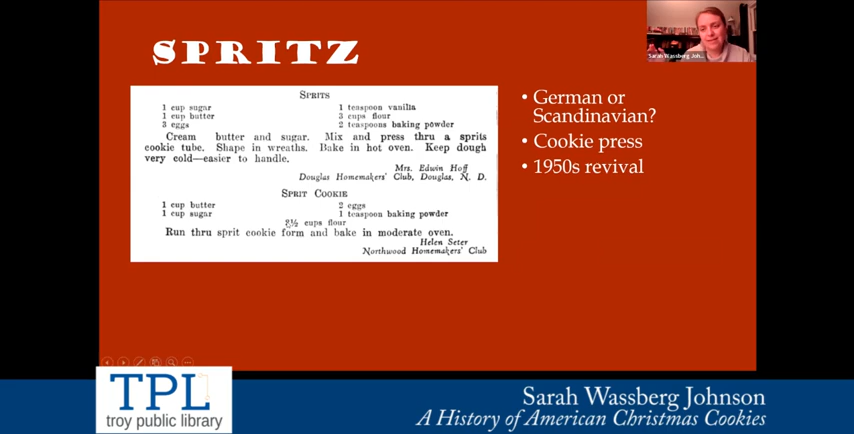 SPRITZ
Sarah Wassberg Joh...
SPRITS
1 cup sugar 1 teaspoon vanilla
1 cup butter 3 cups flour
3 eggs 2 teaspoons baking powder
Cream butter and sugar. Mix and press thru a sprits
cookie tube. Shape in wreaths. Bake in hot oven. Keep dough
very cold—easier to handle.
Mrs. Edwin Hoff
Douglas Homemakers' Club, Douglas, N. D.
SPRIT COOKIE
1 cup butter 2 eggs
1 cup sugar 1 teaspoon baking powder
cups flour
Run thru sprit cookie form and bake in moderate oven.
Helen Seter
Northwood Homemakers' Club
• German or
Scandinavian?
• Cookie press
• 1950s revival
TPL
troy public library
Sarah Wassberg Johnson
A History of American Christmas Cookies